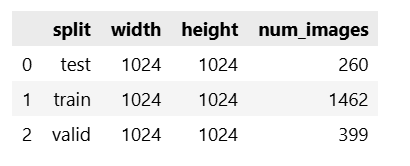 split width height num_images
0 test 1024 1024 260
1 train 1024 1024 1462
2 valid 1024 1024 399